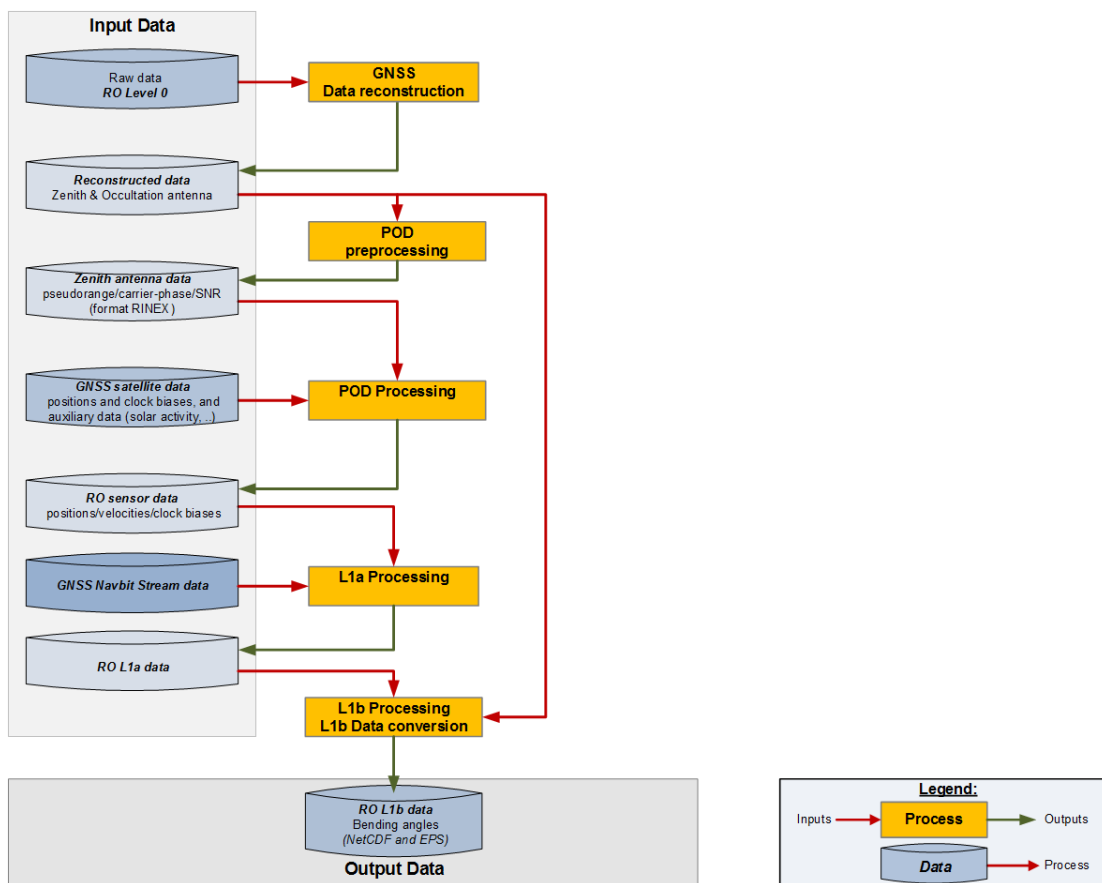 Input Data
Raw data
RO Level 0
GNSS
Data reconstruction
Reconstructed data
Zenith & Occultation antenna
POD
preprocessing
Zenith antenna data
pseudorange/carrier-phase/SNR
(format RINEX)
GNSS satellite data
positions and clock biases, and
auxiliary data (solar activity, ..)
POD Processing
RO sensor data
positions/velocities/clock biases
GNSS Navbit Stream data
L1a Processing
RO L1a data
L1b Processing
L1b Data conversion
RO L1b data
Bending angles
(NetCDF and EPS)
Output Data
Legend:
Inputs
Process
Outputs
Data
Process